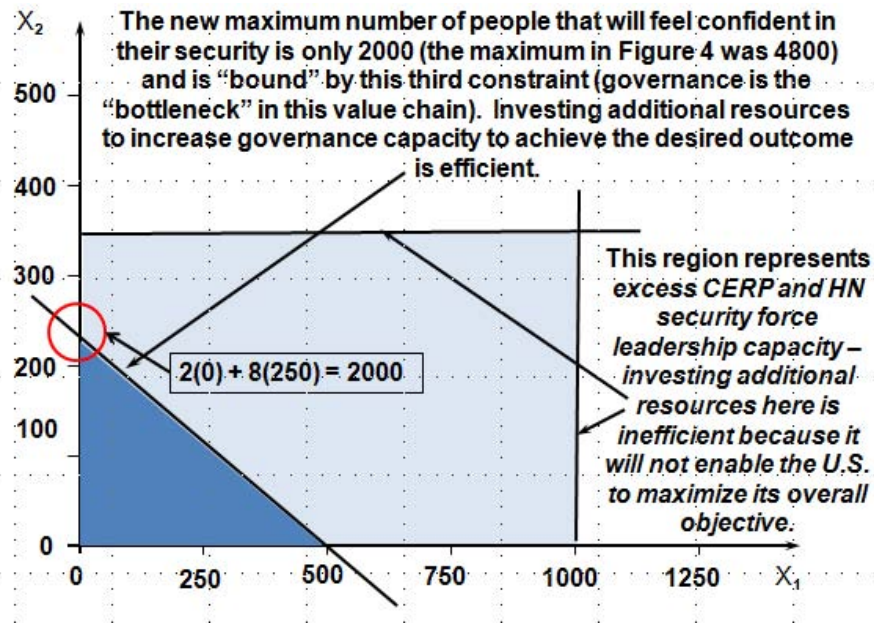 X2
The new maximum number of people that will feel confident in
their security is only 2000 (the maximum in Figure 4 was 4800)
and is “bound” by this third constraint (governance is the
“bottleneck” in this value chain). Investing additional resources
to increase governance capacity to achieve the desired outcome
is efficient.
500
400
300
200
100
0
2(0) + 8(250) = 2000
This region represents
excess CERP and HN
security force
leadership capacity –
investing additional
resources here is
inefficient because it
will not enable the U.S.
to maximize its overall
objective.
0
250
500
750
1000
1250
X1